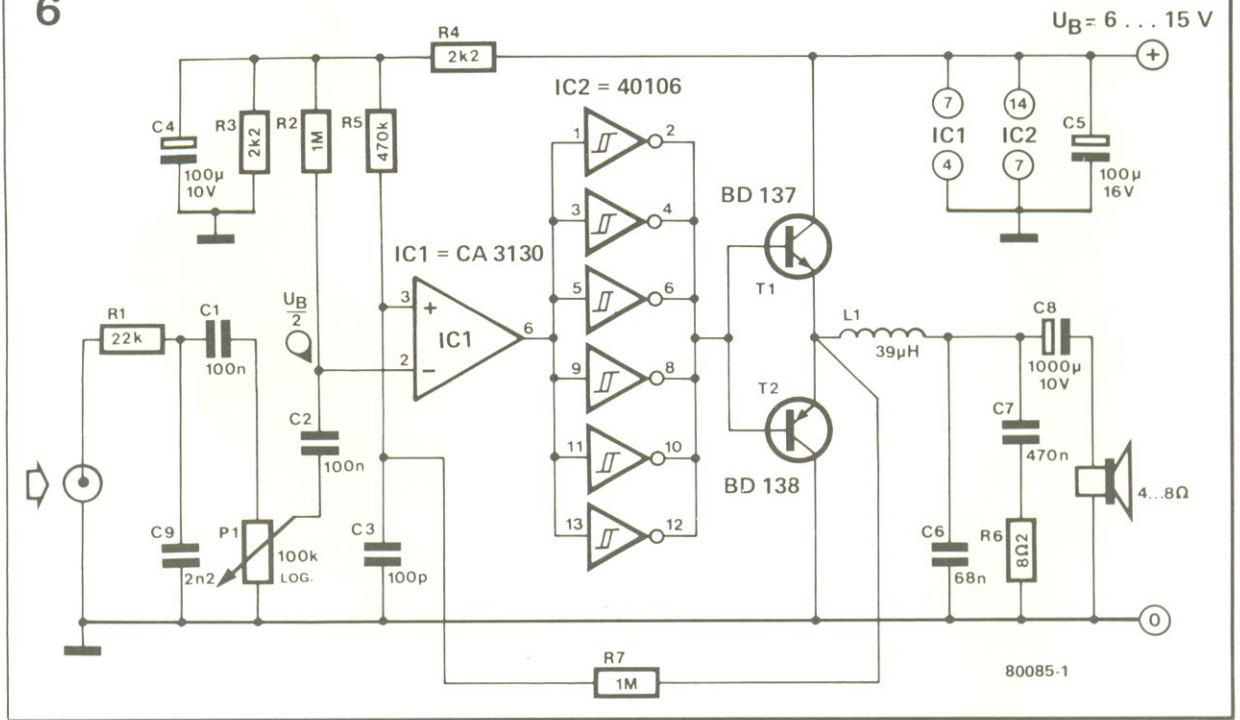 6
U_B = 6 ... 15 V
R4
2k2
IC2 = 40106
C4
100µ
10V
R3
2k2
R2
1M
R5
470k
1
2
3
4
5
6
9
8
11
10
13
12
7
IC1
4
14
IC2
7
C5
100µ
16V
BD 137
T1
IC1 = CA 3130
3
+
IC1
2
−
6
U_B
2
R1
22k
C1
100n
C2
100n
L1
39µH
C8
1000µ
10V
T2
BD 138
C7
470n
4...8Ω
C9
2n2
P1
100k
LOG.
C3
100p
C6
68n
R6
8Ω2
+
0
R7
1M
80085-1